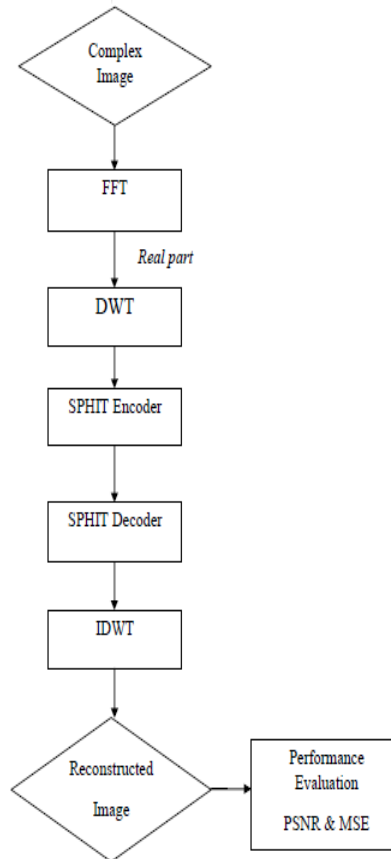 Complex
Image
FFT
Real part
DWT
SPHIT Encoder
SPHIT Decoder
IDWT
Reconstructed
Image
Performance
Evaluation
PSNR & MSE